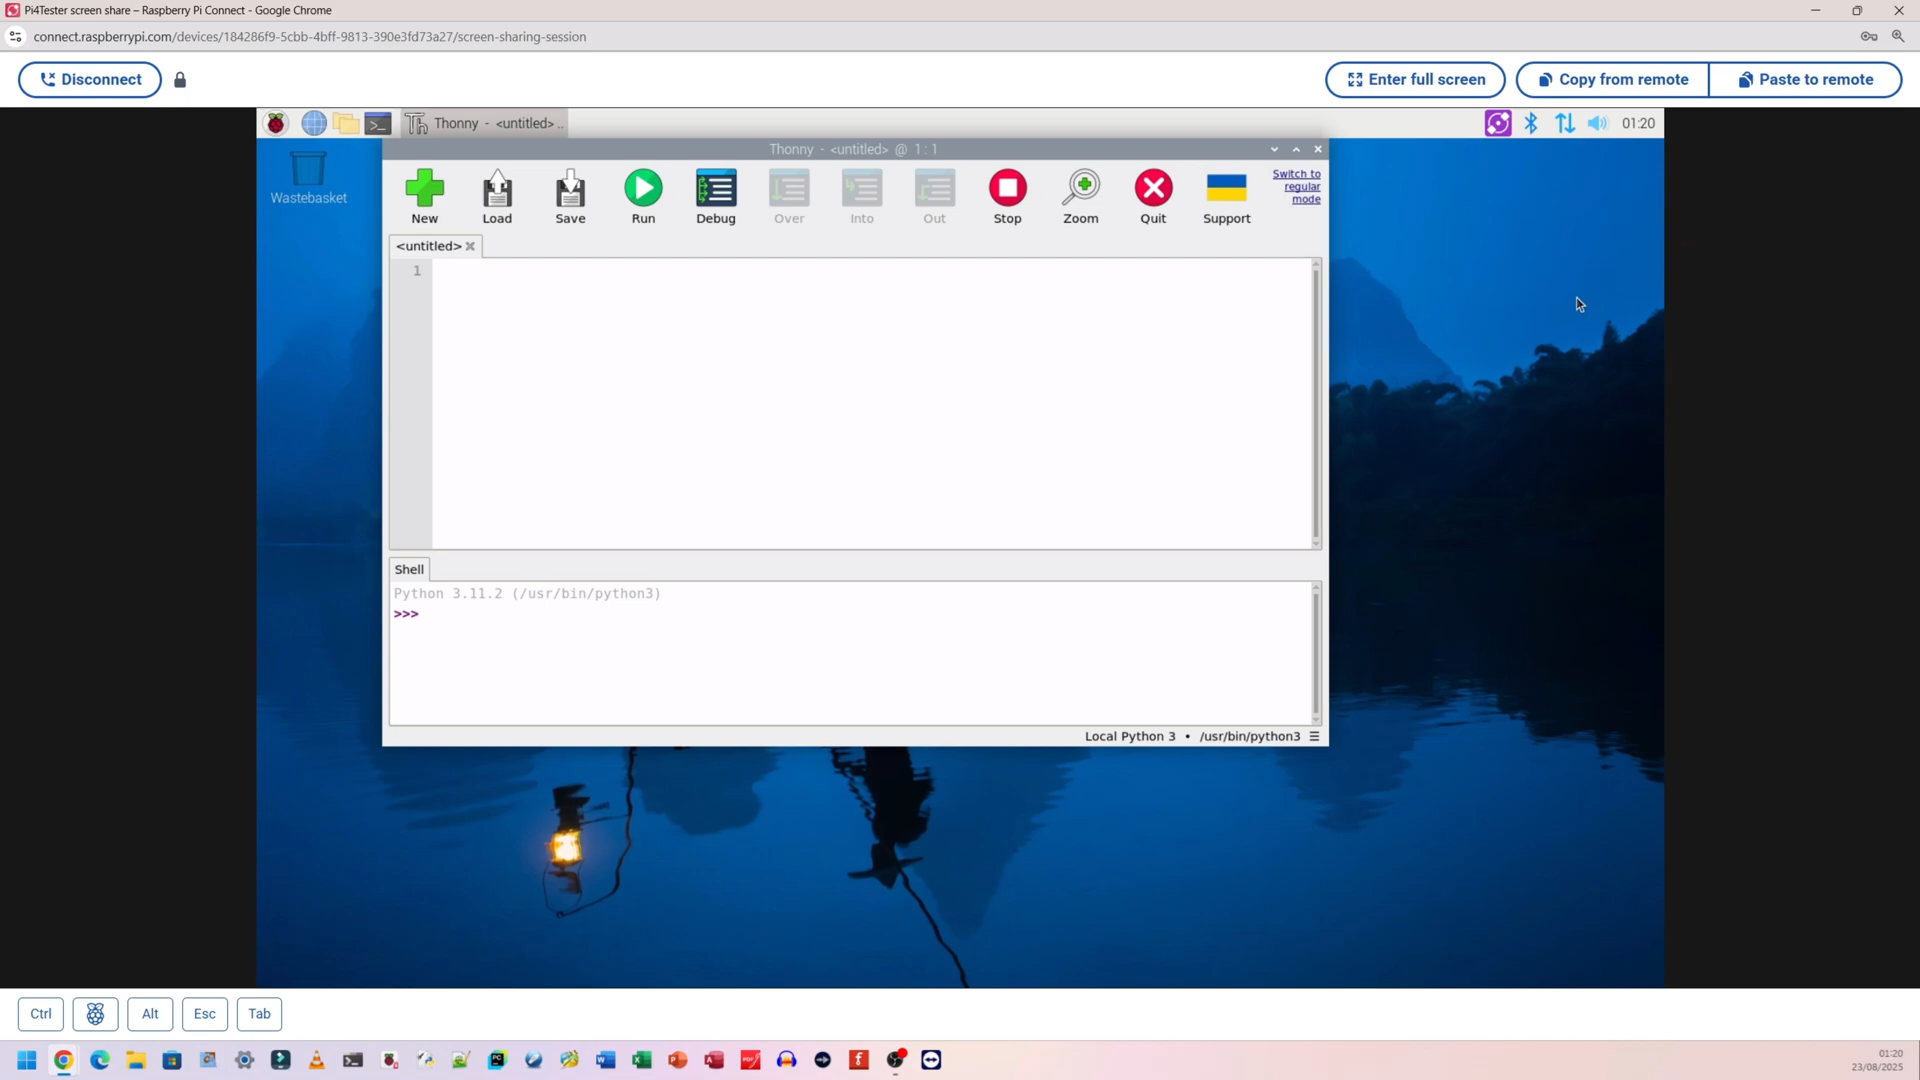 Pi4Tester screen share – Raspberry Pi Connect - Google Chrome
connect.raspberrypi.com/devices/184286f9-5cbb-4bff-9813-390e3fd73a27/screen-sharing-session
Disconnect
Enter full screen
Copy from remote
Paste to remote
Thonny - <untitled> ..
01:20
Wastebasket
Thonny - <untitled> @ 1 : 1
New
Load
Save
Run
Debug
Over
Into
Out
Stop
Zoom
Quit
Support
Switch to
regular
mode
<untitled>
1
Shell
Python 3.11.2 (/usr/bin/python3)
>>>
Local Python 3 • /usr/bin/python3
Ctrl
Alt
Esc
Tab
01:20
23/08/2025